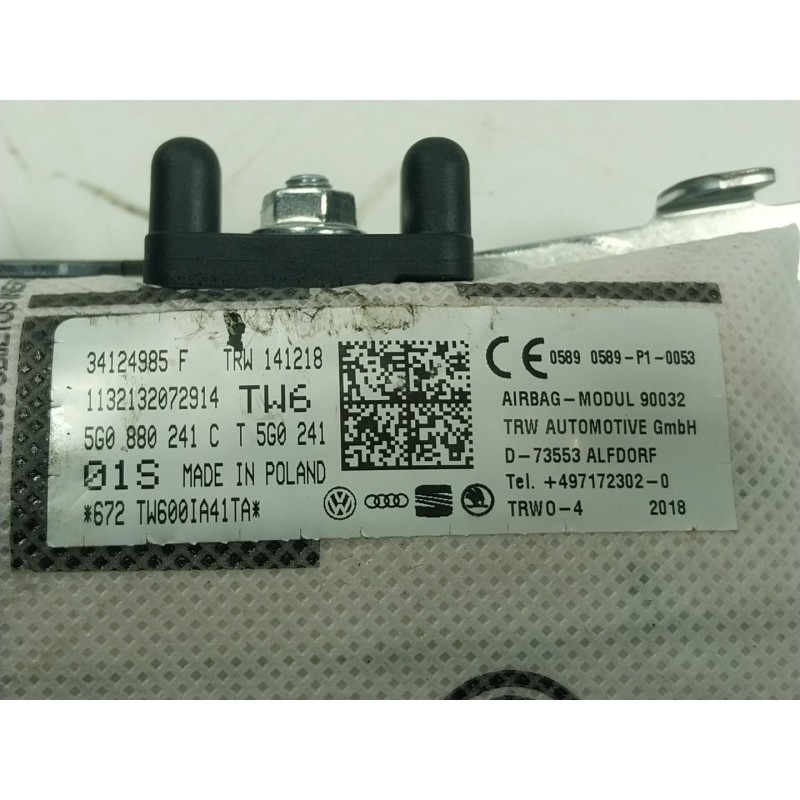 34124985 F TRW 141218
1132132072914 TW6
5G0 880 241 C T 5G0 241
01S MADE IN POLAND
*672 TW600IA41TA*
CE 0589 0589-P1-0053
AIRBAG-MODUL 90032
TRW AUTOMOTIVE GmbH
D-73553 ALFDORF
Tel. +497172302-0
TRWO-4 2018